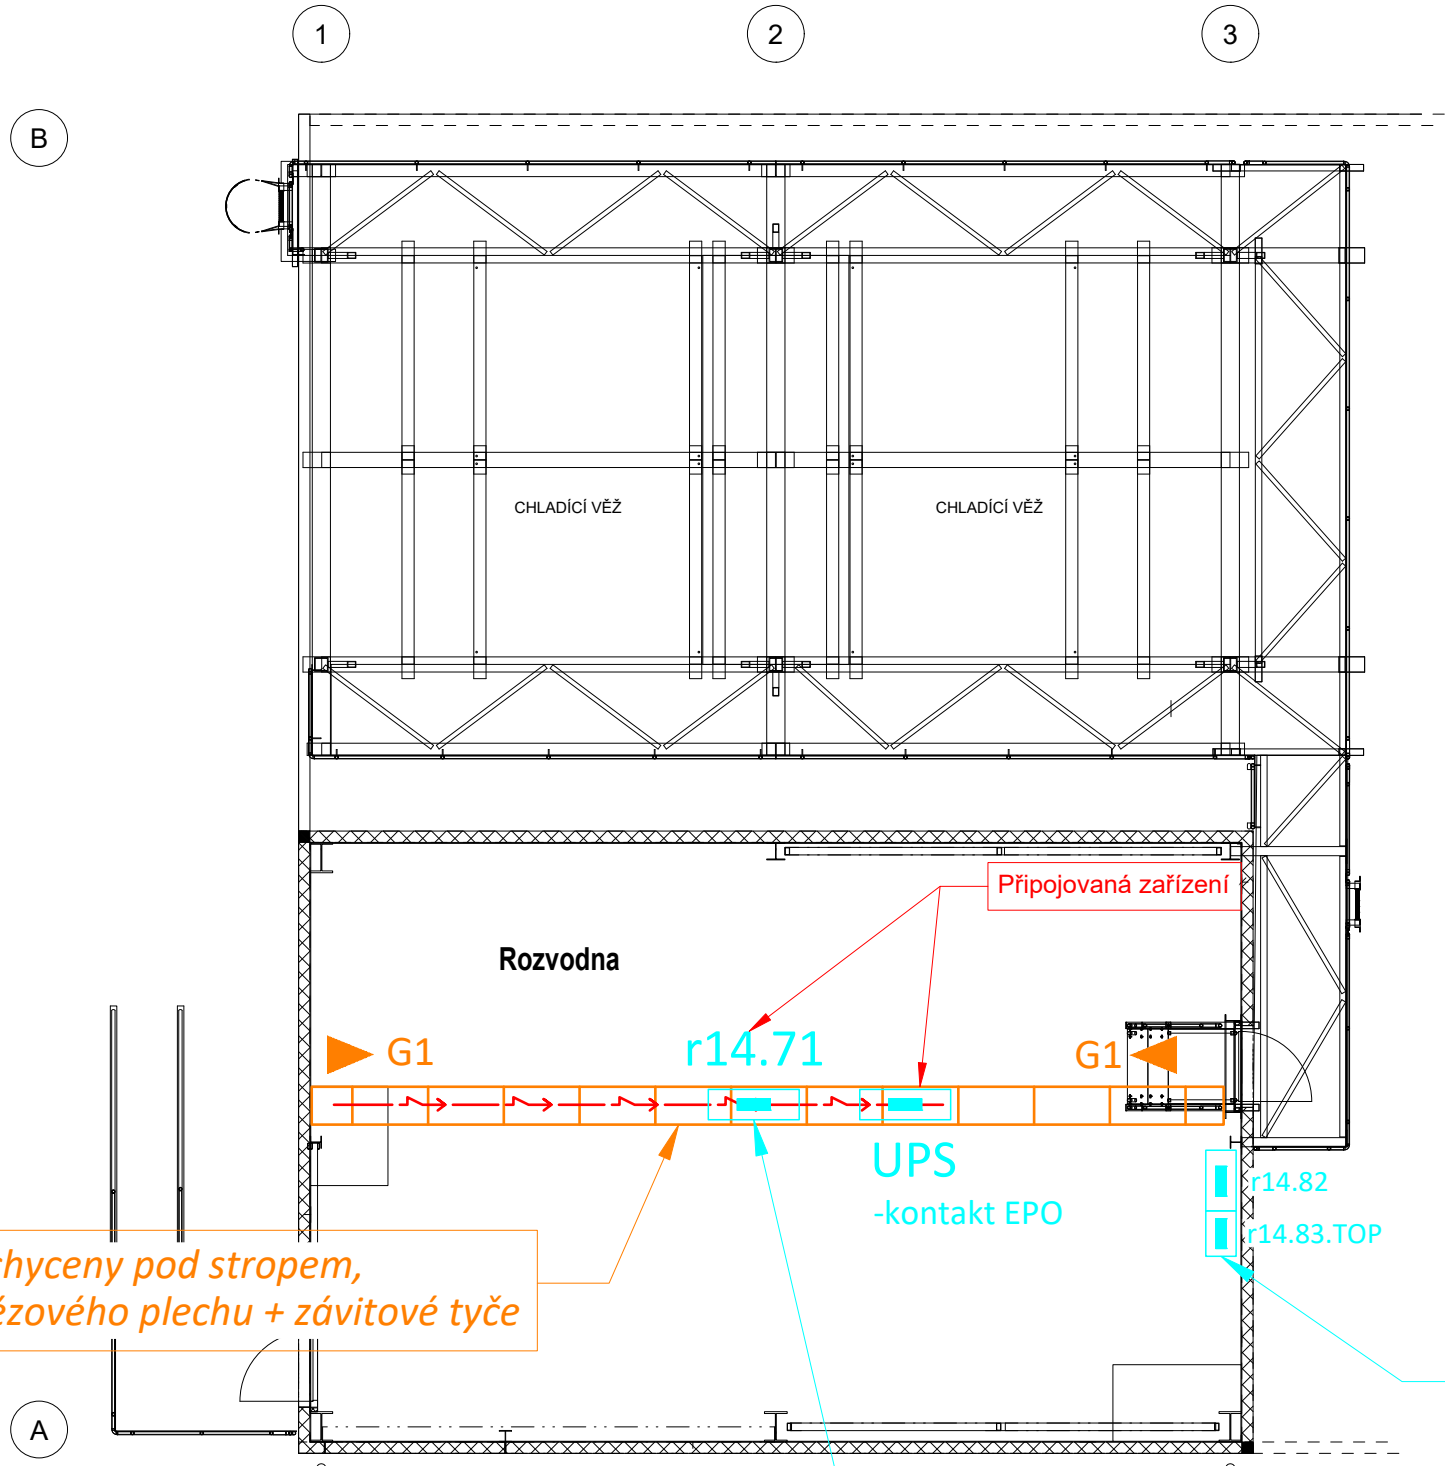 1
2
3
B
CHLADÍCÍ VĚŽ
CHLADÍCÍ VĚŽ
Připojovaná zařízení
Rozvodna
G1
r14.71
G1
UPS
-kontakt EPO
r14.82
r14.83.TOP
hyceny pod stropem,
ézového plechu + závitové tyče
A